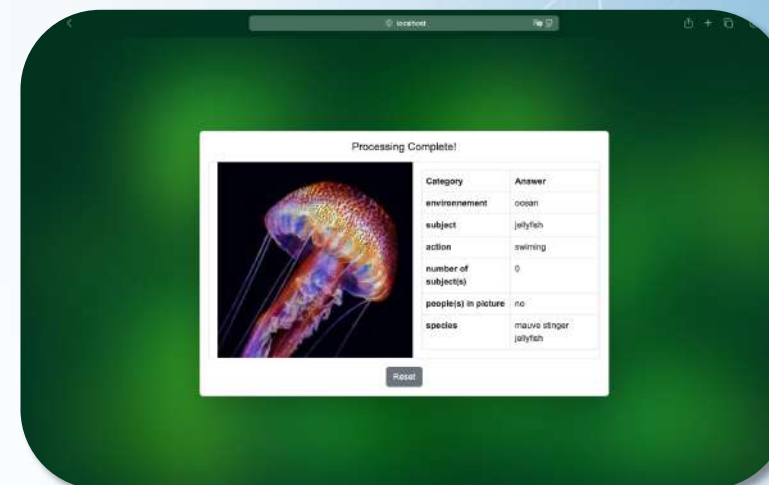 localhost
Processing Complete!
Category Answer
environnement ocean
subject jellyfish
action swiming
number of
subject(s) 0
people(s) in picture no
species mauve stinger
jellyfish
Reset